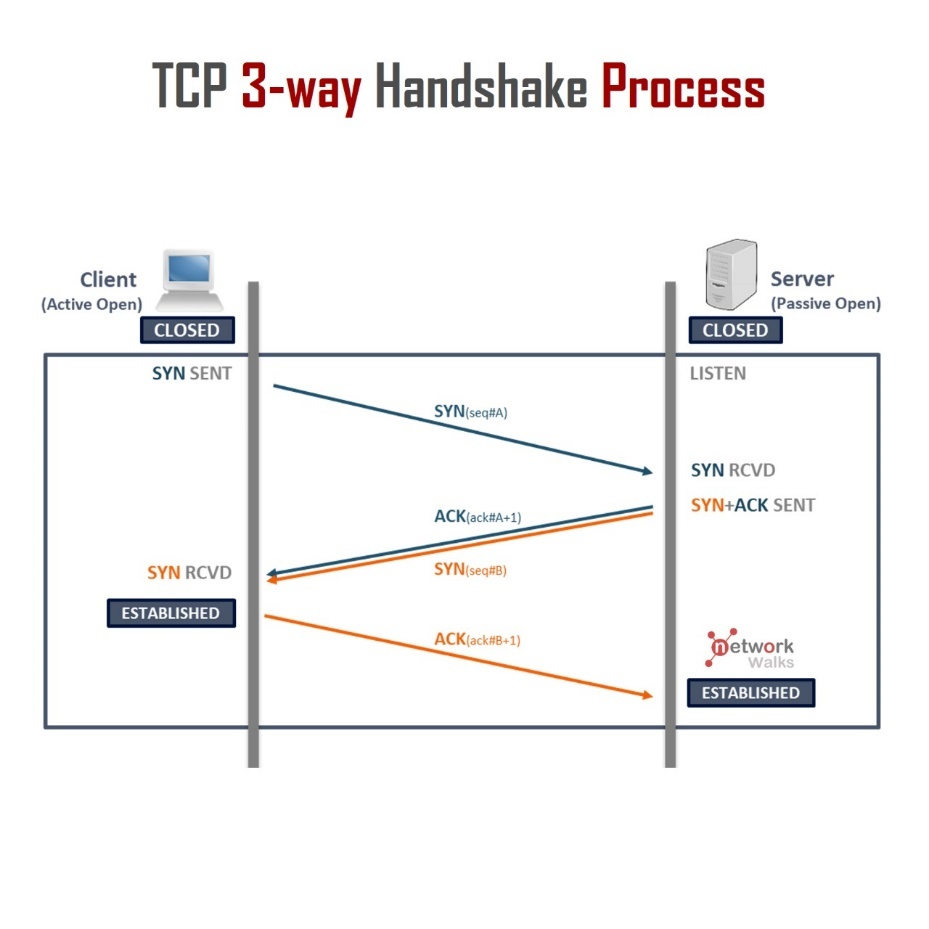 TCP 3-way Handshake Process
Client
(Active Open)
CLOSED
Server
(Passive Open)
CLOSED
SYN SENT
LISTEN
SYN(seq#A)
SYN RCVD
SYN+ACK SENT
ACK(ack#A+1)
SYN(seq#B)
SYN RCVD
ESTABLISHED
ACK(ack#B+1)
network
Walks
ESTABLISHED